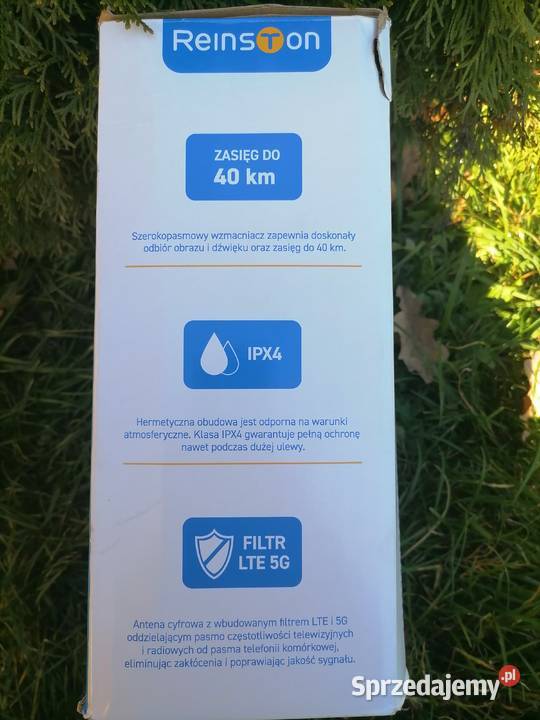 ReinsTon
ZASIĘG DO
40 km
Szerokopasmowy wzmacniacz zapewnia doskonały
odbiór obrazu i dźwięku oraz zasięg do 40 km.
IPX4
Hermetyczna obudowa jest odporna na warunki
atmosferyczne. Klasa IPX4 gwarantuje pełną ochronę
nawet podczas dużej ulewy.
FILTR
LTE 5G
Antena cyfrowa z wbudowanym filtrem LTE i 5G
oddzielającym pasmo częstotliwości telewizyjnych
i radiowych od pasma telefonii komórkowej,
eliminując zakłócenia i poprawiając jakość sygnału.
Sprzedajemy.pl